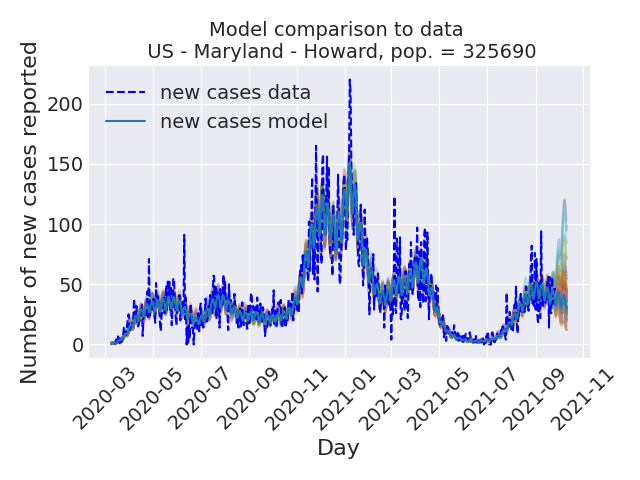 Model comparison to data
US - Maryland - Howard, pop. = 325690
Number of new cases reported
new cases data
new cases model
200
150
100
50
0
2020-03
2020-05
2020-07
2020-09
2020-11
2021-01
2021-03
2021-05
2021-07
2021-09
2021-11
Day